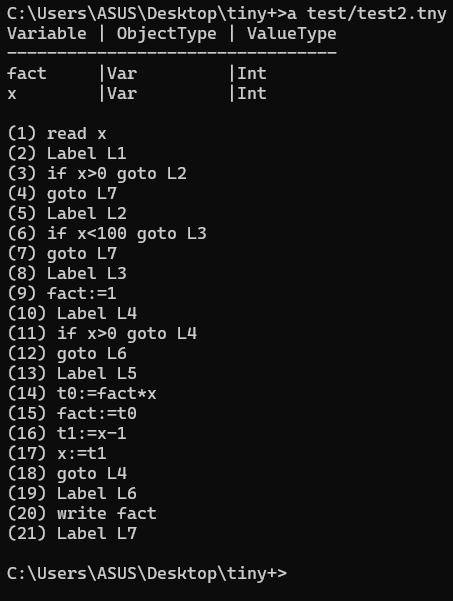 C:\Users\ASUS\Desktop\tiny+>a test/test2.tny
Variable | ObjectType | ValueType
---------------------------------
fact     |Var         |Int
x        |Var         |Int
(1) read x
(2) Label L1
(3) if x>0 goto L2
(4) goto L7
(5) Label L2
(6) if x<100 goto L3
(7) goto L7
(8) Label L3
(9) fact:=1
(10) Label L4
(11) if x>0 goto L4
(12) goto L6
(13) Label L5
(14) t0:=fact*x
(15) fact:=t0
(16) t1:=x-1
(17) x:=t1
(18) goto L4
(19) Label L6
(20) write fact
(21) Label L7
C:\Users\ASUS\Desktop\tiny+>